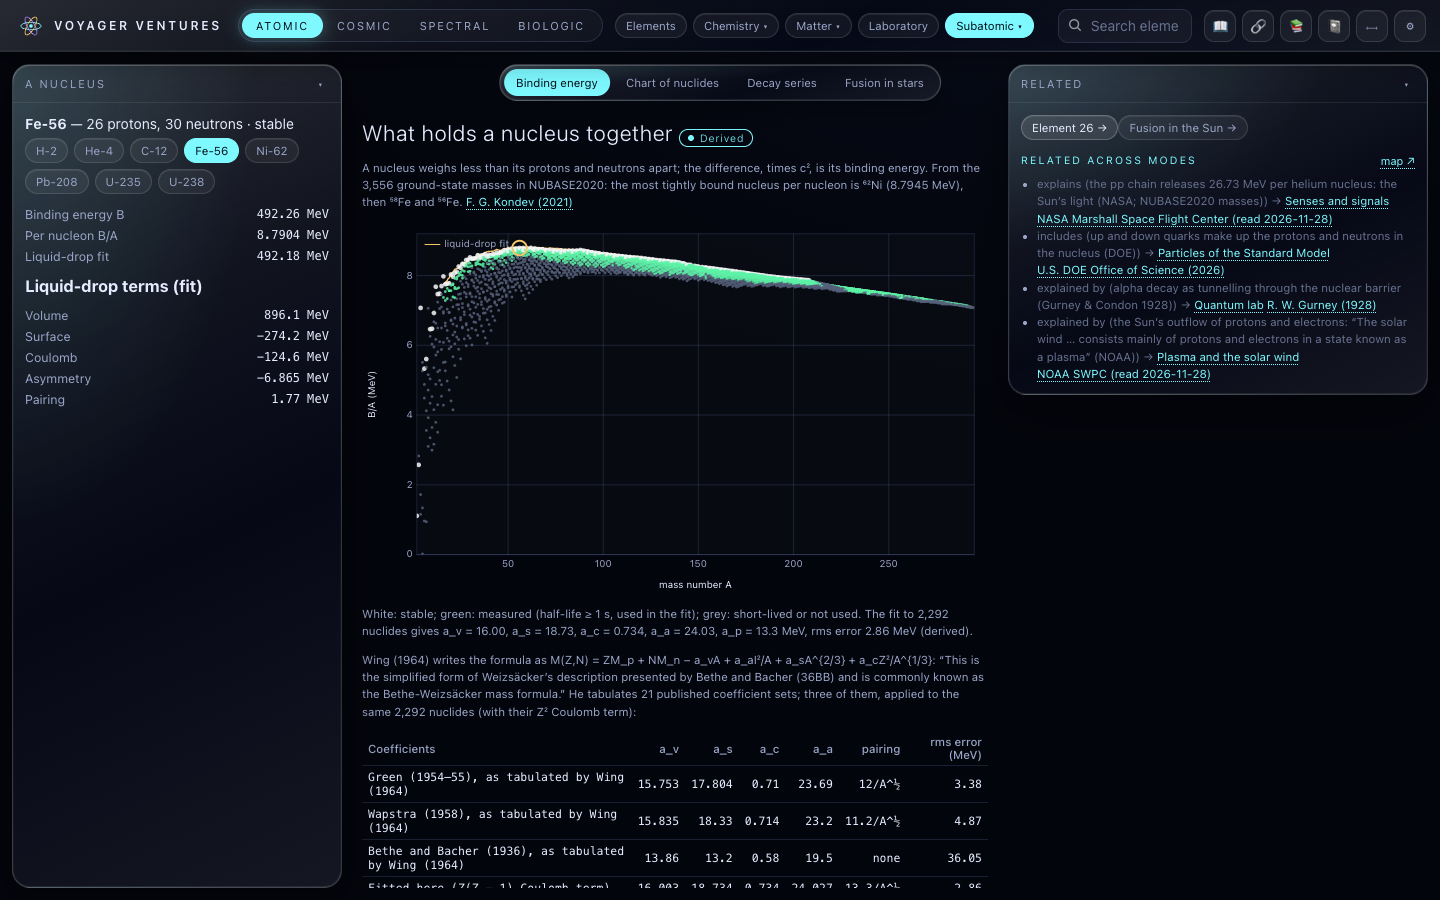 VOYAGER VENTURES
ATOMIC
COSMIC
SPECTRAL
BIOLOGIC
Elements
Chemistry
Matter
Laboratory
Subatomic
Search eleme
A NUCLEUS
Fe-56 — 26 protons, 30 neutrons · stable
H-2
He-4
C-12
Fe-56
Ni-62
Pb-208
U-235
U-238
Binding energy B 492.26 MeV
Per nucleon B/A 8.7904 MeV
Liquid-drop fit 492.18 MeV
Liquid-drop terms (fit)
Volume 896.1 MeV
Surface −274.2 MeV
Coulomb −124.6 MeV
Asymmetry −6.865 MeV
Pairing 1.77 MeV
Binding energy
Chart of nuclides
Decay series
Fusion in stars
What holds a nucleus together
Derived
A nucleus weighs less than its protons and neutrons apart; the difference, times c², is its binding energy. From the
3,556 ground-state masses in NUBASE2020: the most tightly bound nucleus per nucleon is ⁶²Ni (8.7945 MeV),
then ⁵⁸Fe and ⁵⁶Fe. F. G. Kondev (2021)
liquid-drop fit
8
6
4
2
0
B/A (MeV)
50 100 150 200 250
mass number A
White: stable; green: measured (half-life ≥ 1 s, used in the fit); grey: short-lived or not used. The fit to 2,292
nuclides gives a_v = 16.00, a_s = 18.73, a_c = 0.734, a_a = 24.03, a_p = 13.3 MeV, rms error 2.86 MeV (derived).
Wing (1964) writes the formula as M(Z,N) = ZM_p + NM_n − a_vA + a_aI²/A + a_sA^{2/3} + a_cZ²/A^{1/3}: “This is
the simplified form of Weizsäcker’s description presented by Bethe and Bacher (36BB) and is commonly known as
the Bethe-Weizsäcker mass formula.” He tabulates 21 published coefficient sets; three of them, applied to the
same 2,292 nuclides (with their Z² Coulomb term):
Coefficients a_v a_s a_c a_a pairing rms error (MeV)
Green (1954–55), as tabulated by Wing (1964) 15.753 17.804 0.71 23.69 12/A^½ 3.38
Wapstra (1958), as tabulated by Wing (1964) 15.835 18.33 0.714 23.2 11.2/A^½ 4.87
Bethe and Bacher (1936), as tabulated by Wing (1964) 13.86 13.2 0.58 19.5 none 36.05
Fitted here (Z(Z − 1) Coulomb term) 16.003 18.734 0.734 24.027 13.3/A^½ 2.86
RELATED
Element 26 →
Fusion in the Sun →
RELATED ACROSS MODES
map ↗
explains (the pp chain releases 26.73 MeV per helium nucleus: the
Sun’s light (NASA; NUBASE2020 masses)) → Senses and signals
NASA Marshall Space Flight Center (read 2026-11-28)
includes (up and down quarks make up the protons and neutrons in
the nucleus (DOE)) → Particles of the Standard Model
U.S. DOE Office of Science (2026)
explained by (alpha decay as tunnelling through the nuclear barrier
(Gurney & Condon 1928)) → Quantum lab R. W. Gurney (1928)
explained by (the Sun’s outflow of protons and electrons: “The solar
wind … consists mainly of protons and electrons in a state known as
a plasma” (NOAA)) → Plasma and the solar wind
NOAA SWPC (read 2026-11-28)